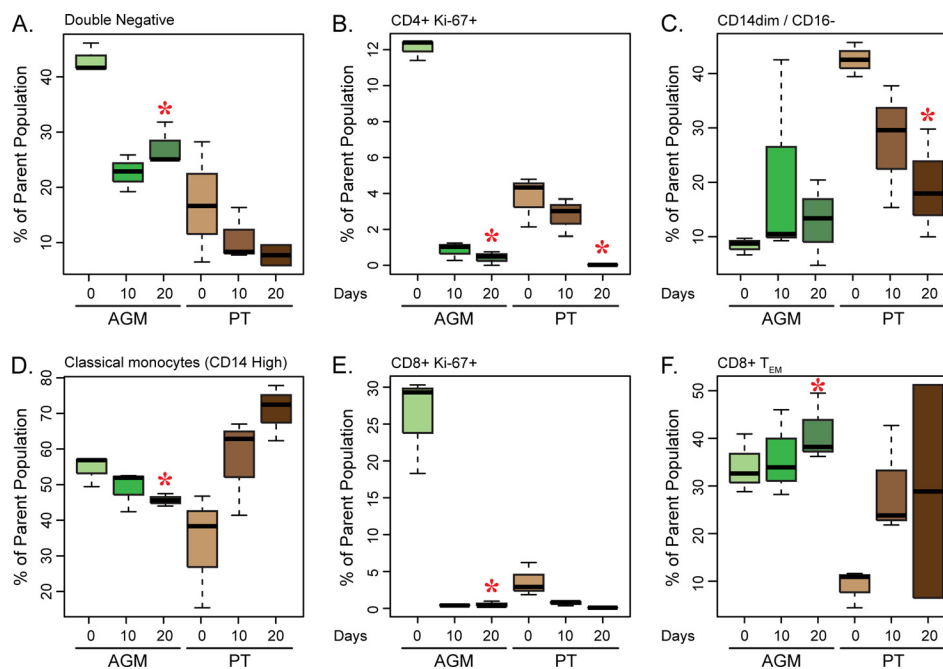 A. Double Negative
% of Parent Population
40
30
20
10
0 10 20 0 10 20
AGM PT
B. CD4+ Ki-67+
% of Parent Population
12
10
8
6
4
2
0
*
*
Days 0 10 20 0 10 20
AGM PT
C. CD14dim / CD16-
% of Parent Population
40
30
20
10
*
Days 0 10 20 0 10 20
AGM PT
D. Classical monocytes (CD14 High)
% of Parent Population
80
70
60
50
40
30
20
*
0 10 20 0 10 20
AGM PT
E. CD8+ Ki-67+
% of Parent Population
30
25
20
15
10
5
0
*
Days 0 10 20 0 10 20
AGM PT
F. CD8+ TEM
% of Parent Population
50
40
30
20
10
*
Days 0 10 20 0 10 20
AGM PT